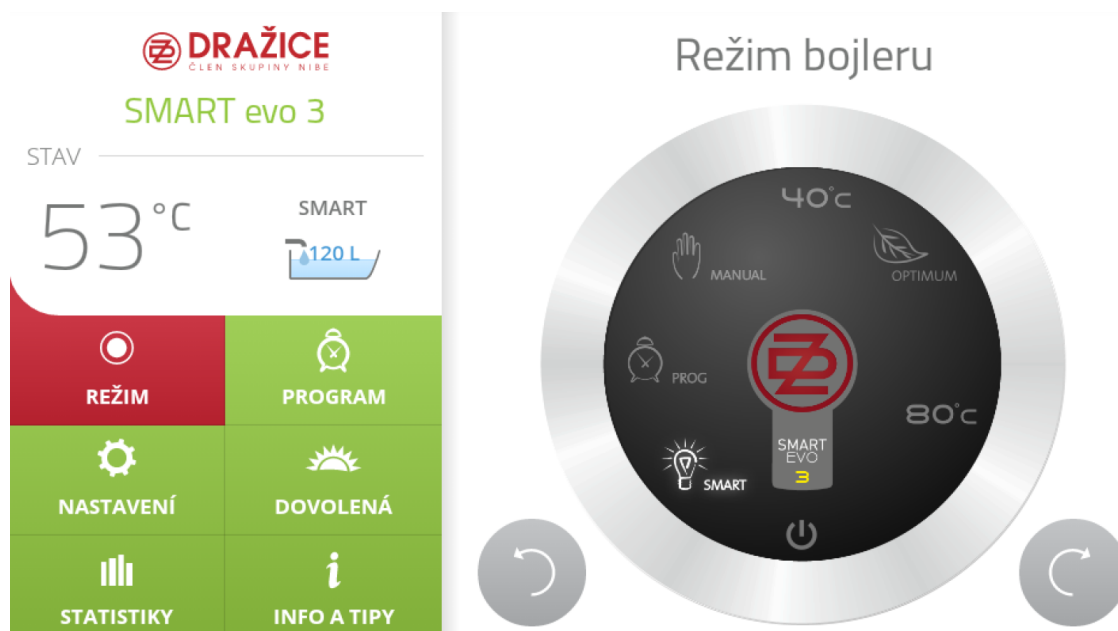 DRAŽICE
ČLEN SKUPINY NIBE
SMART evo 3
STAV
53 °C
SMART
120 L
REŽIM
PROGRAM
NASTAVENÍ
DOVOLENÁ
STATISTIKY
INFO A TIPY
Režim bojleru
40°C
MANUAL
OPTIMUM
PROG
80°C
SMART
EVO
3
SMART